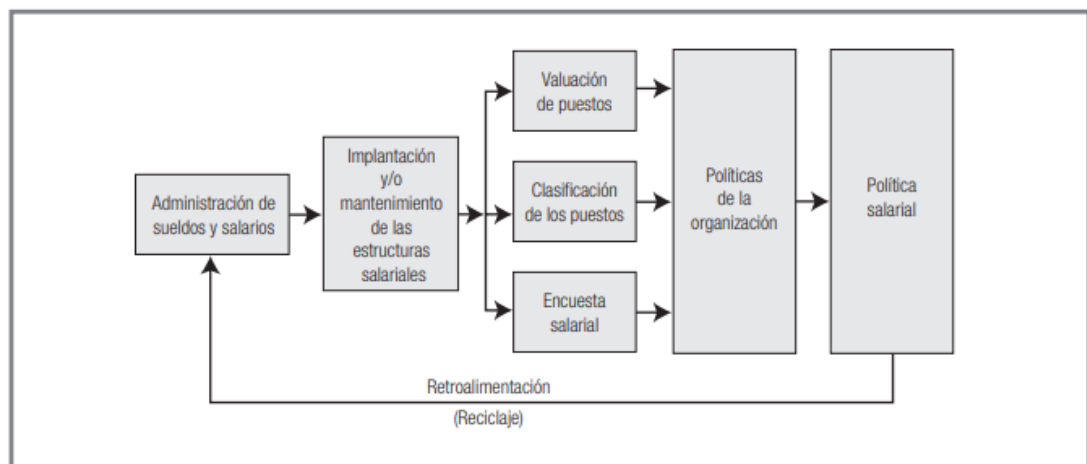 Administración de
sueldos y salarios
Implantación
y/o
mantenimiento
de las
estructuras
salariales
Valuación
de puestos
Clasificación
de los puestos
Encuesta
salarial
Políticas
de la
organización
Política
salarial
Retroalimentación
(Reciclaje)